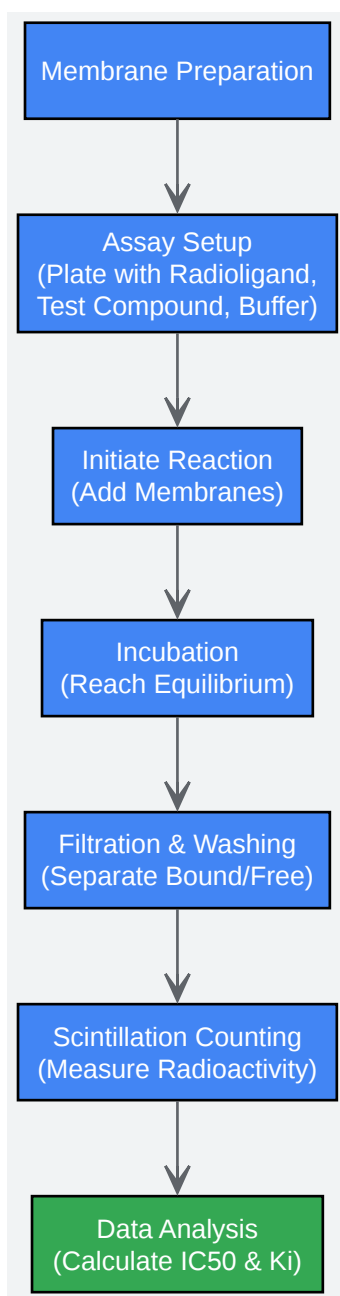 Membrane Preparation
Assay Setup
(Plate with Radioligand,
Test Compound, Buffer)
Initiate Reaction
(Add Membranes)
Incubation
(Reach Equilibrium)
Filtration & Washing
(Separate Bound/Free)
Scintillation Counting
(Measure Radioactivity)
Data Analysis
(Calculate IC50 & Ki)